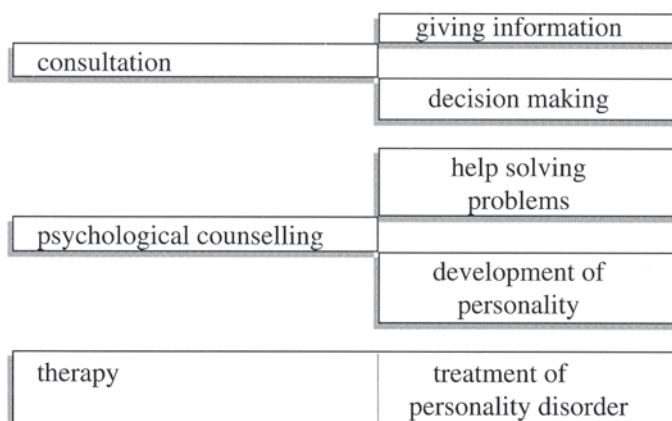 giving information
consultation
decision making
help solving
problems
psychological counselling
development of
personality
therapy
treatment of
personality disorder